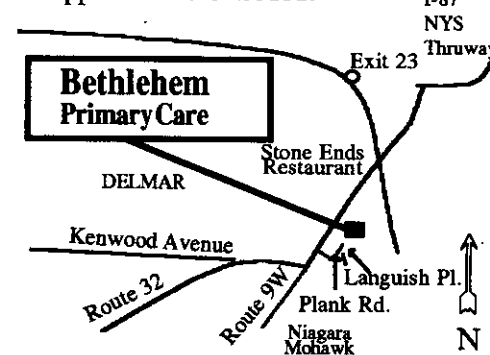 I-87
NYS
Thruway
Exit 23
Bethlehem
Primary Care
Stone Ends
Restaurant
DELMAR
Kenwood Avenue
Languish Pl.
Route 32
Route 9W
Plank Rd.
Niagara
Mohawk
N